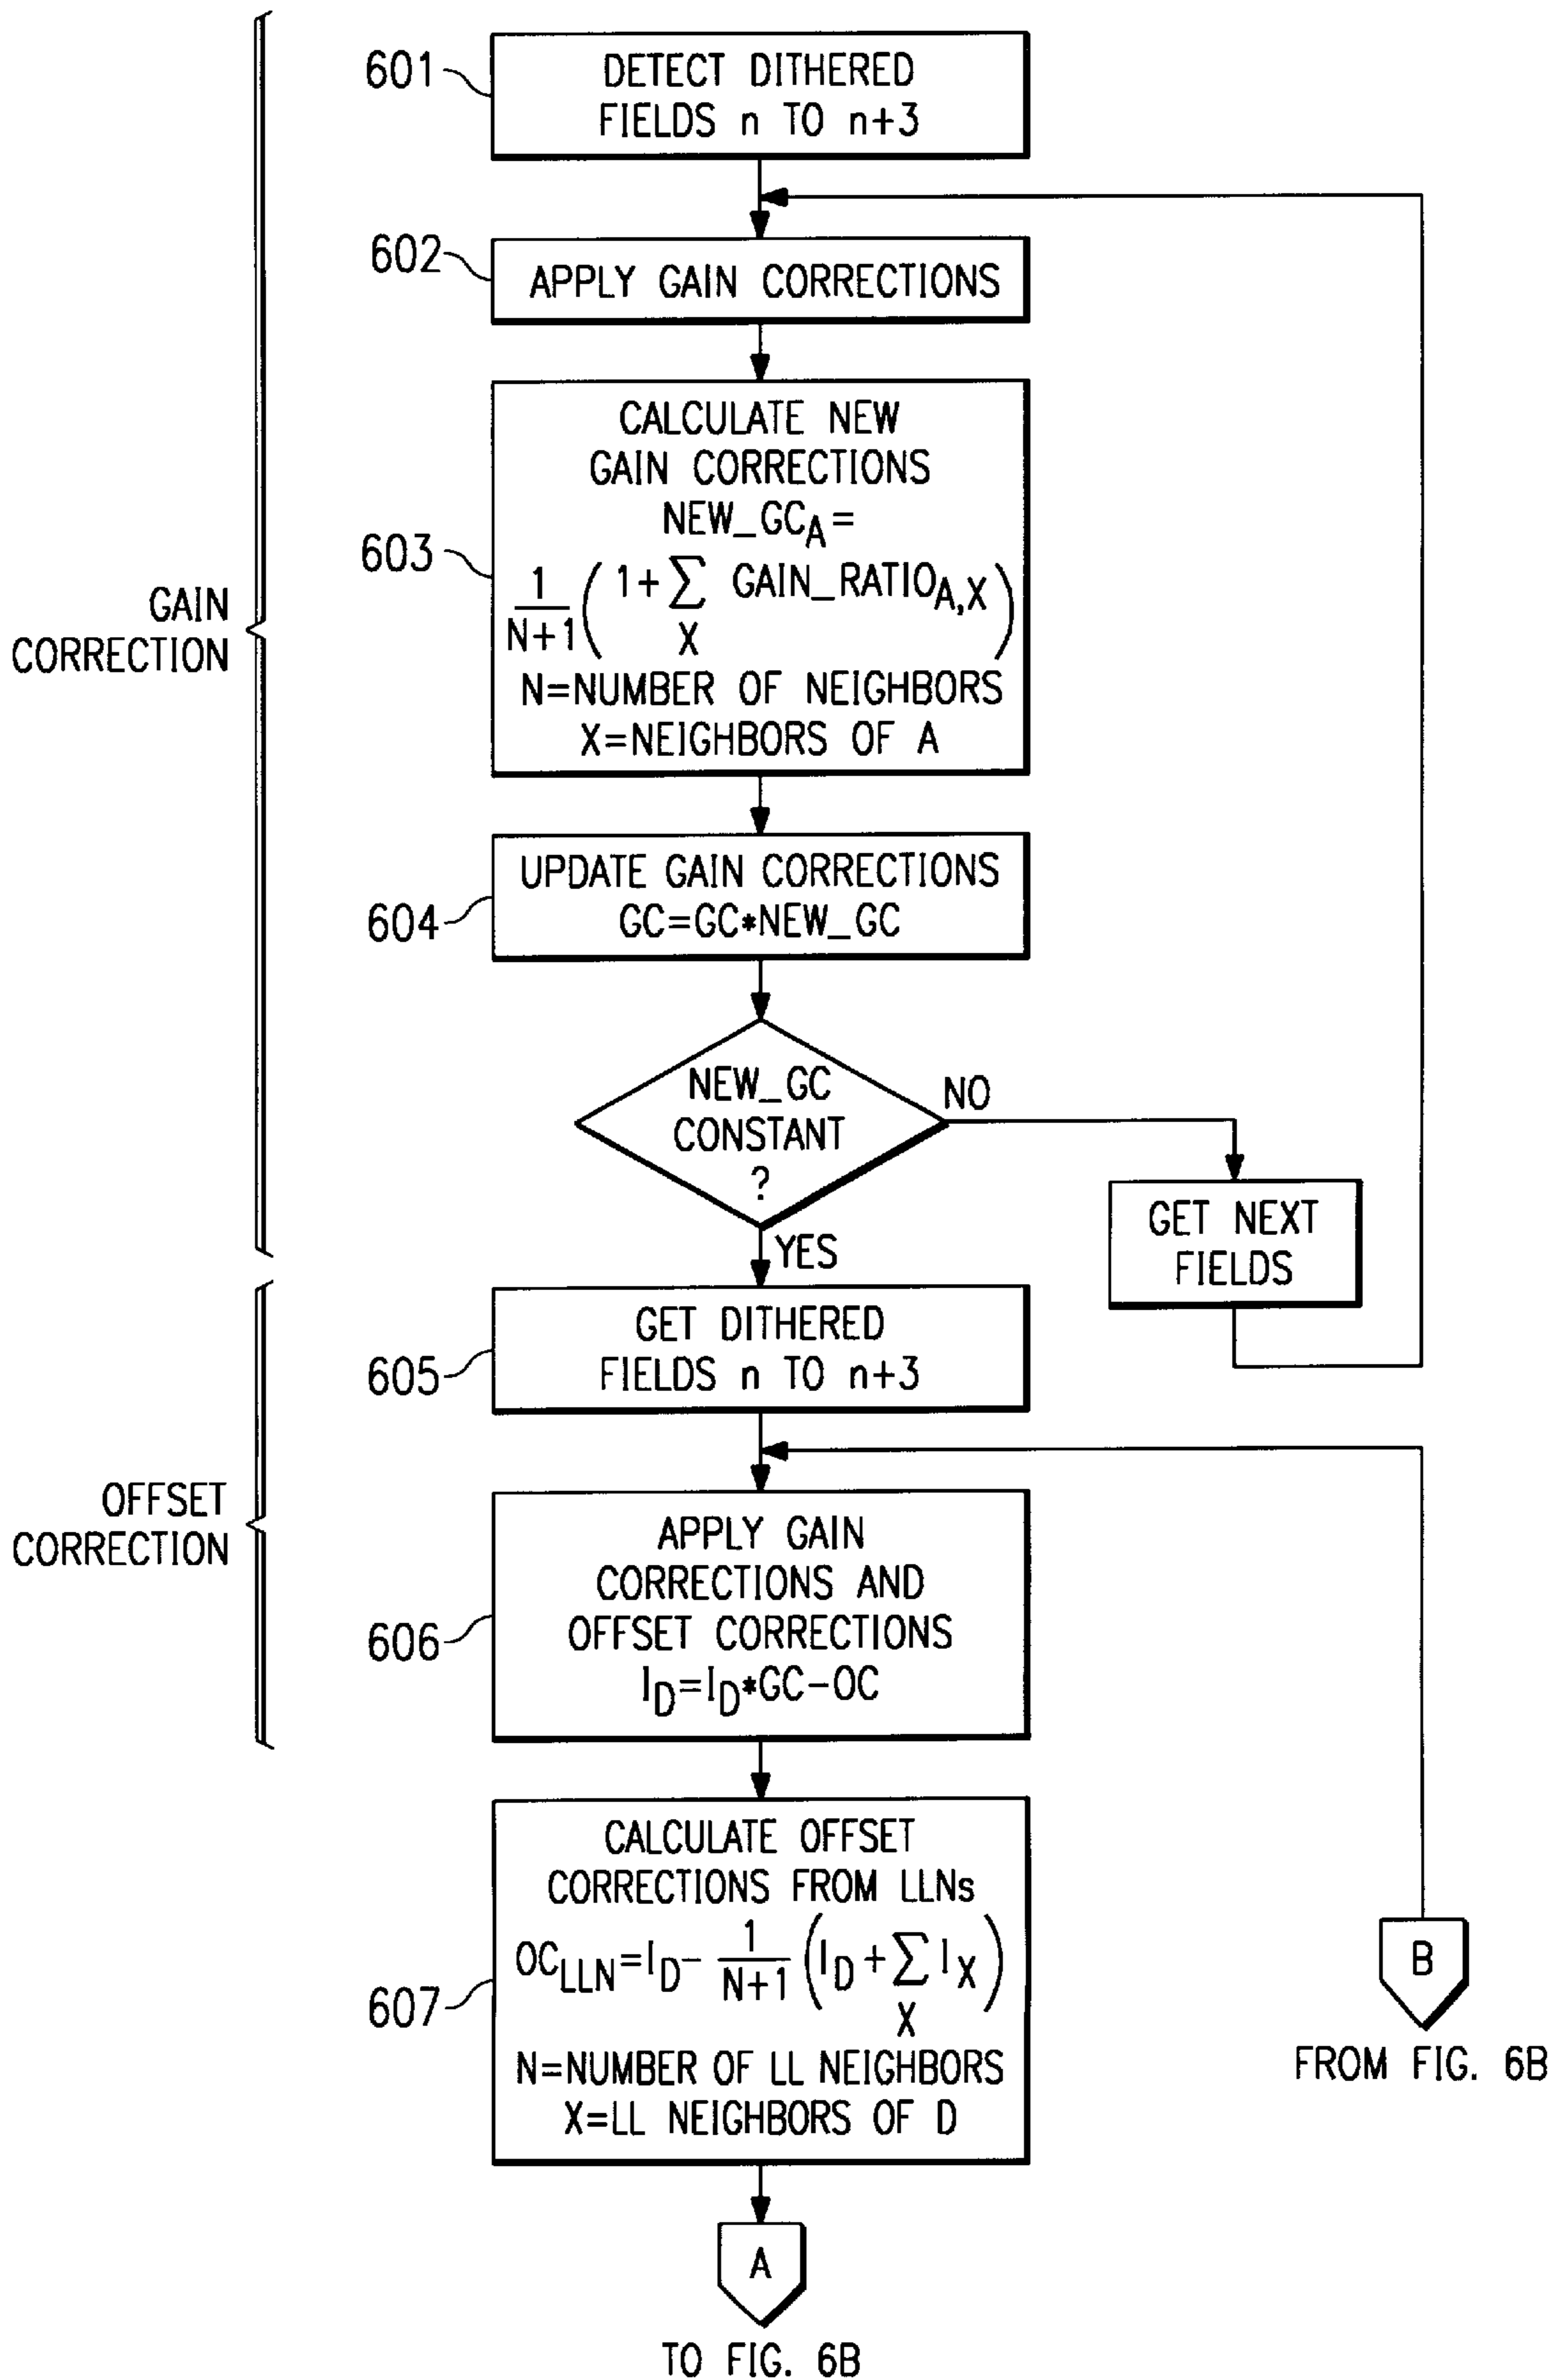 601
DETECT DITHERED
FIELDS n TO n+3
602
APPLY GAIN CORRECTIONS
603
CALCULATE NEW
GAIN CORRECTIONS
NEW_GC_A=
1/(N+1) (1+∑_X GAIN_RATIO_A,X)
N=NUMBER OF NEIGHBORS
X=NEIGHBORS OF A
GAIN
CORRECTION
604
UPDATE GAIN CORRECTIONS
GC=GC*NEW_GC
NEW_GC
CONSTANT
?
NO
YES
GET NEXT
FIELDS
605
GET DITHERED
FIELDS n TO n+3
OFFSET
CORRECTION
606
APPLY GAIN
CORRECTIONS AND
OFFSET CORRECTIONS
I_D=I_D*GC-OC
607
CALCULATE OFFSET
CORRECTIONS FROM LLNs
OC_LLN=I_D- 1/(N+1) (I_D+∑_X I_X)
N=NUMBER OF LL NEIGHBORS
X=LL NEIGHBORS OF D
B
FROM FIG. 6B
A
TO FIG. 6B